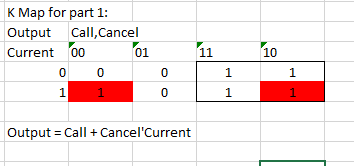 K Map for part 1:
Output Call,Cancel
Current 00 01 11 10
0 0 0 1 1
1 1 0 1 1
Output = Call + Cancel'Current